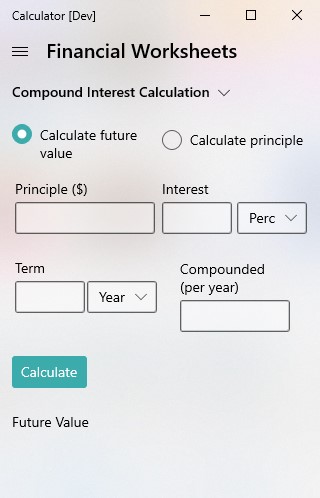 Calculator [Dev]
Financial Worksheets
Compound Interest Calculation
Calculate future
value
Calculate principle
Principle ($)
Interest
Perc
Term
Compounded
(per year)
Year
Calculate
Future Value